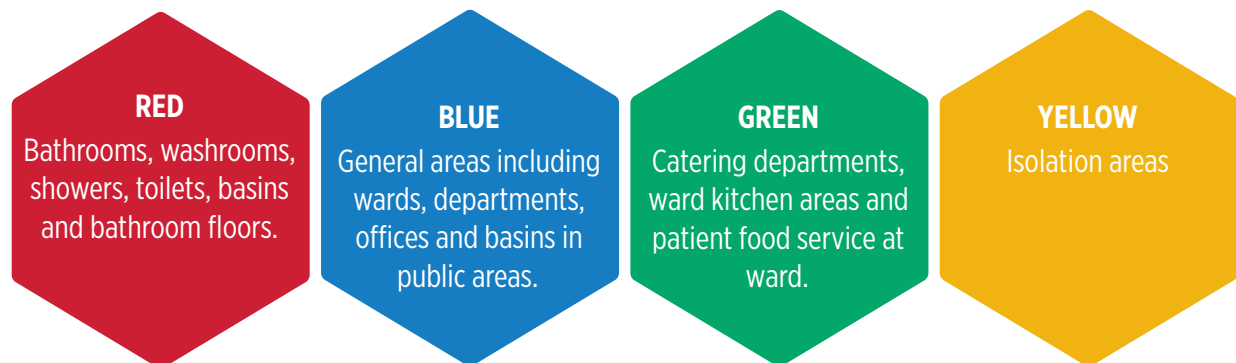 RED
Bathrooms, washrooms,
showers, toilets, basins
and bathroom floors.
BLUE
General areas including
wards, departments,
offices and basins in
public areas.
GREEN
Catering departments,
ward kitchen areas and
patient food service at
ward.
YELLOW
Isolation areas